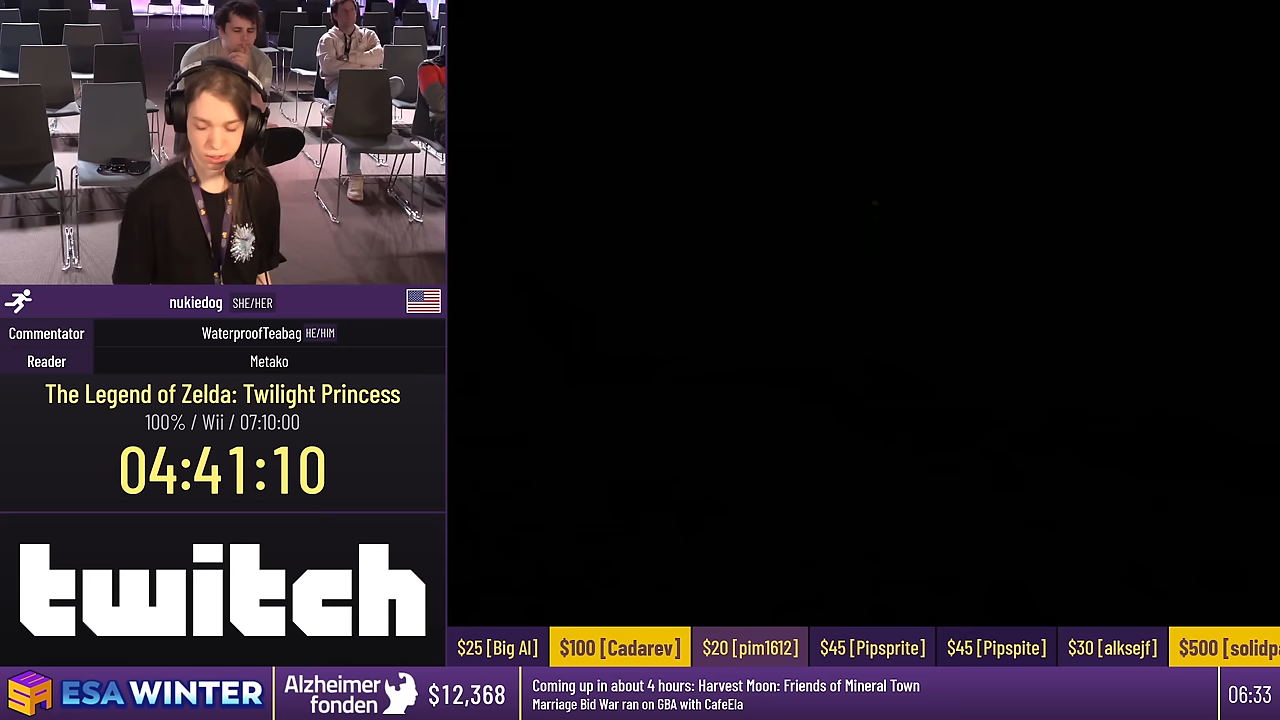 nukiedog SHE/HER
Commentator WaterproofTeabag HE/HIM
Reader Metako
The Legend of Zelda: Twilight Princess
100% / Wii / 07:10:00
04:41:10
twitch
$25 [Big Al] $100 [Cadarev] $20 [pim1612] $45 [Pipsprite] $45 [Pipspite] $30 [alksejf] $500 [solidpa
ESA WINTER
Alzheimer
fonden
$12,368
Coming up in about 4 hours: Harvest Moon: Friends of Mineral Town
Marriage Bid War ran on GBA with CafeEla
06:33